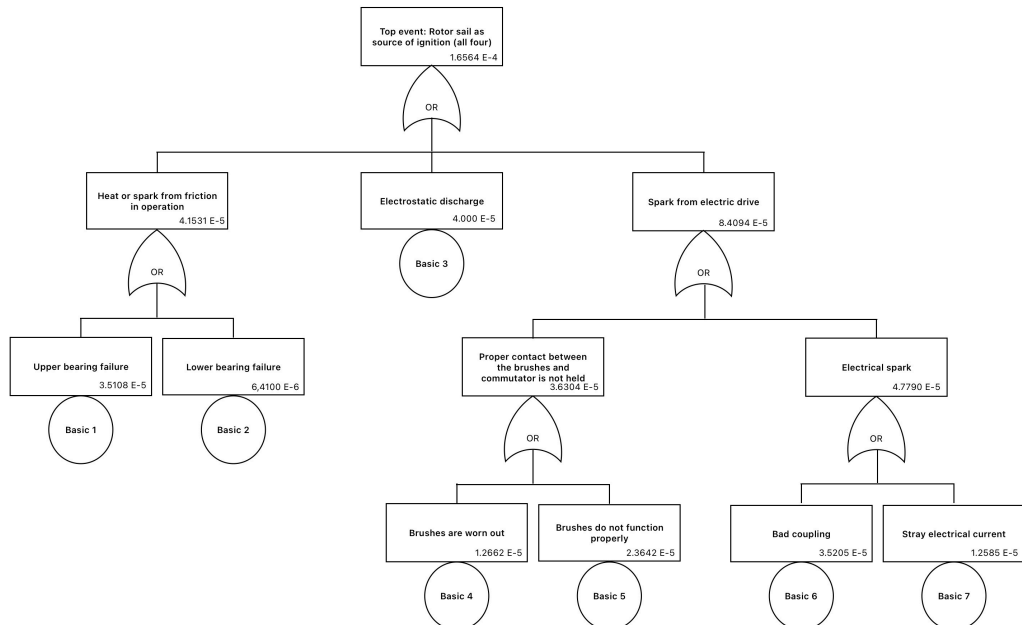 Top event: Rotor sail as
source of ignition (all four)
1.6564 E-4
OR
Heat or spark from friction
in operation
4.1531 E-5
Electrostatic discharge
4.000 E-5
Spark from electric drive
8.4094 E-5
OR
Basic 3
OR
Upper bearing failure
3.5108 E-5
Lower bearing failure
6,4100 E-6
Proper contact between
the brushes and
commutator is not held
3.6304 E-5
Electrical spark
4.7790 E-5
Basic 1
Basic 2
OR
OR
Brushes are worn out
1.2662 E-5
Brushes do not function
properly
2.3642 E-5
Bad coupling
3.5205 E-5
Stray electrical current
1.2585 E-5
Basic 4
Basic 5
Basic 6
Basic 7